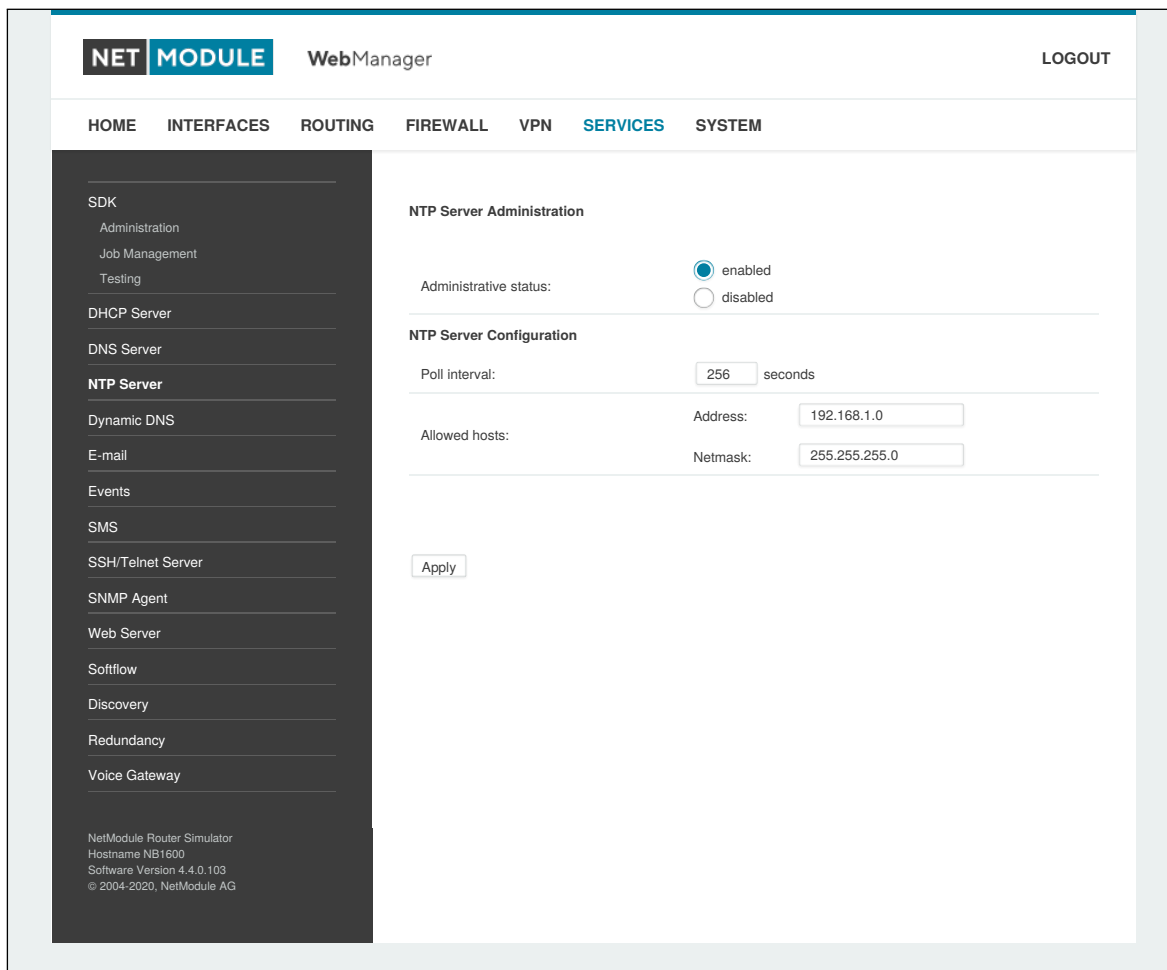 NET MODULE WebManager LOGOUT
HOME INTERFACES ROUTING FIREWALL VPN SERVICES SYSTEM
SDK
Administration
Job Management
Testing
DHCP Server
DNS Server
NTP Server
Dynamic DNS
E-mail
Events
SMS
SSH/Telnet Server
SNMP Agent
Web Server
Softflow
Discovery
Redundancy
Voice Gateway
NetModule Router Simulator
Hostname NB1600
Software Version 4.4.0.103
© 2004-2020, NetModule AG
NTP Server Administration
Administrative status:
enabled
disabled
NTP Server Configuration
Poll interval: 256 seconds
Allowed hosts:
Address: 192.168.1.0
Netmask: 255.255.255.0
Apply